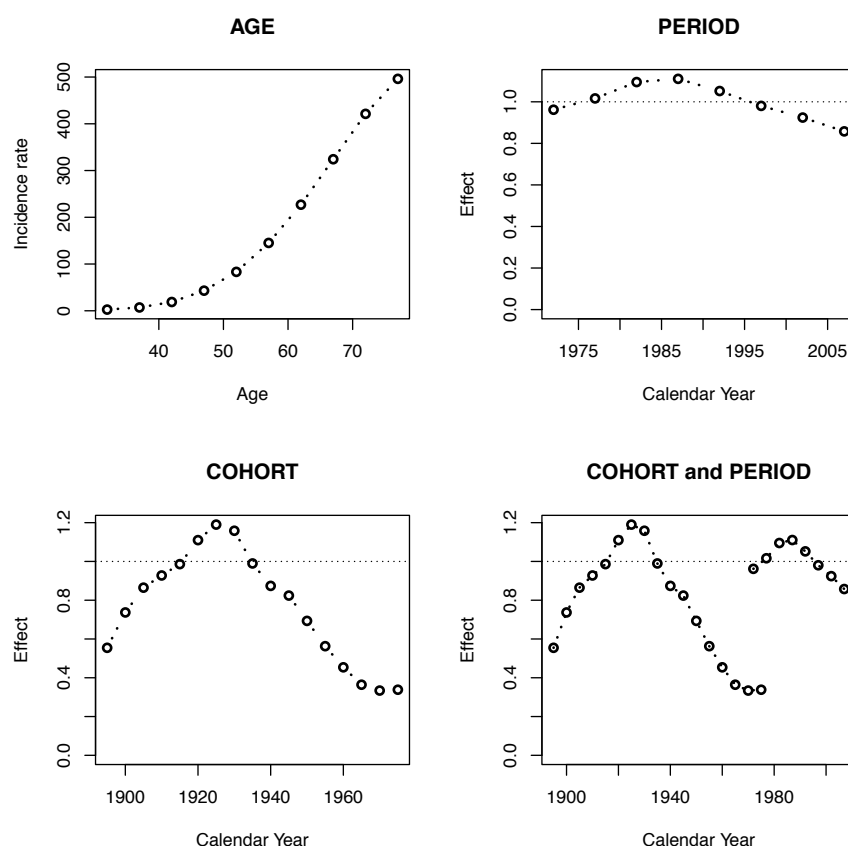 AGE
Incidence rate
500
400
300
200
100
0
40 50 60 70
Age
PERIOD
Effect
1.0
0.8
0.6
0.4
0.2
0.0
1975 1985 1995 2005
Calendar Year
COHORT
Effect
1.2
0.8
0.4
0.0
1900 1920 1940 1960
Calendar Year
COHORT and PERIOD
Effect
1.2
0.8
0.4
0.0
1900 1940 1980
Calendar Year